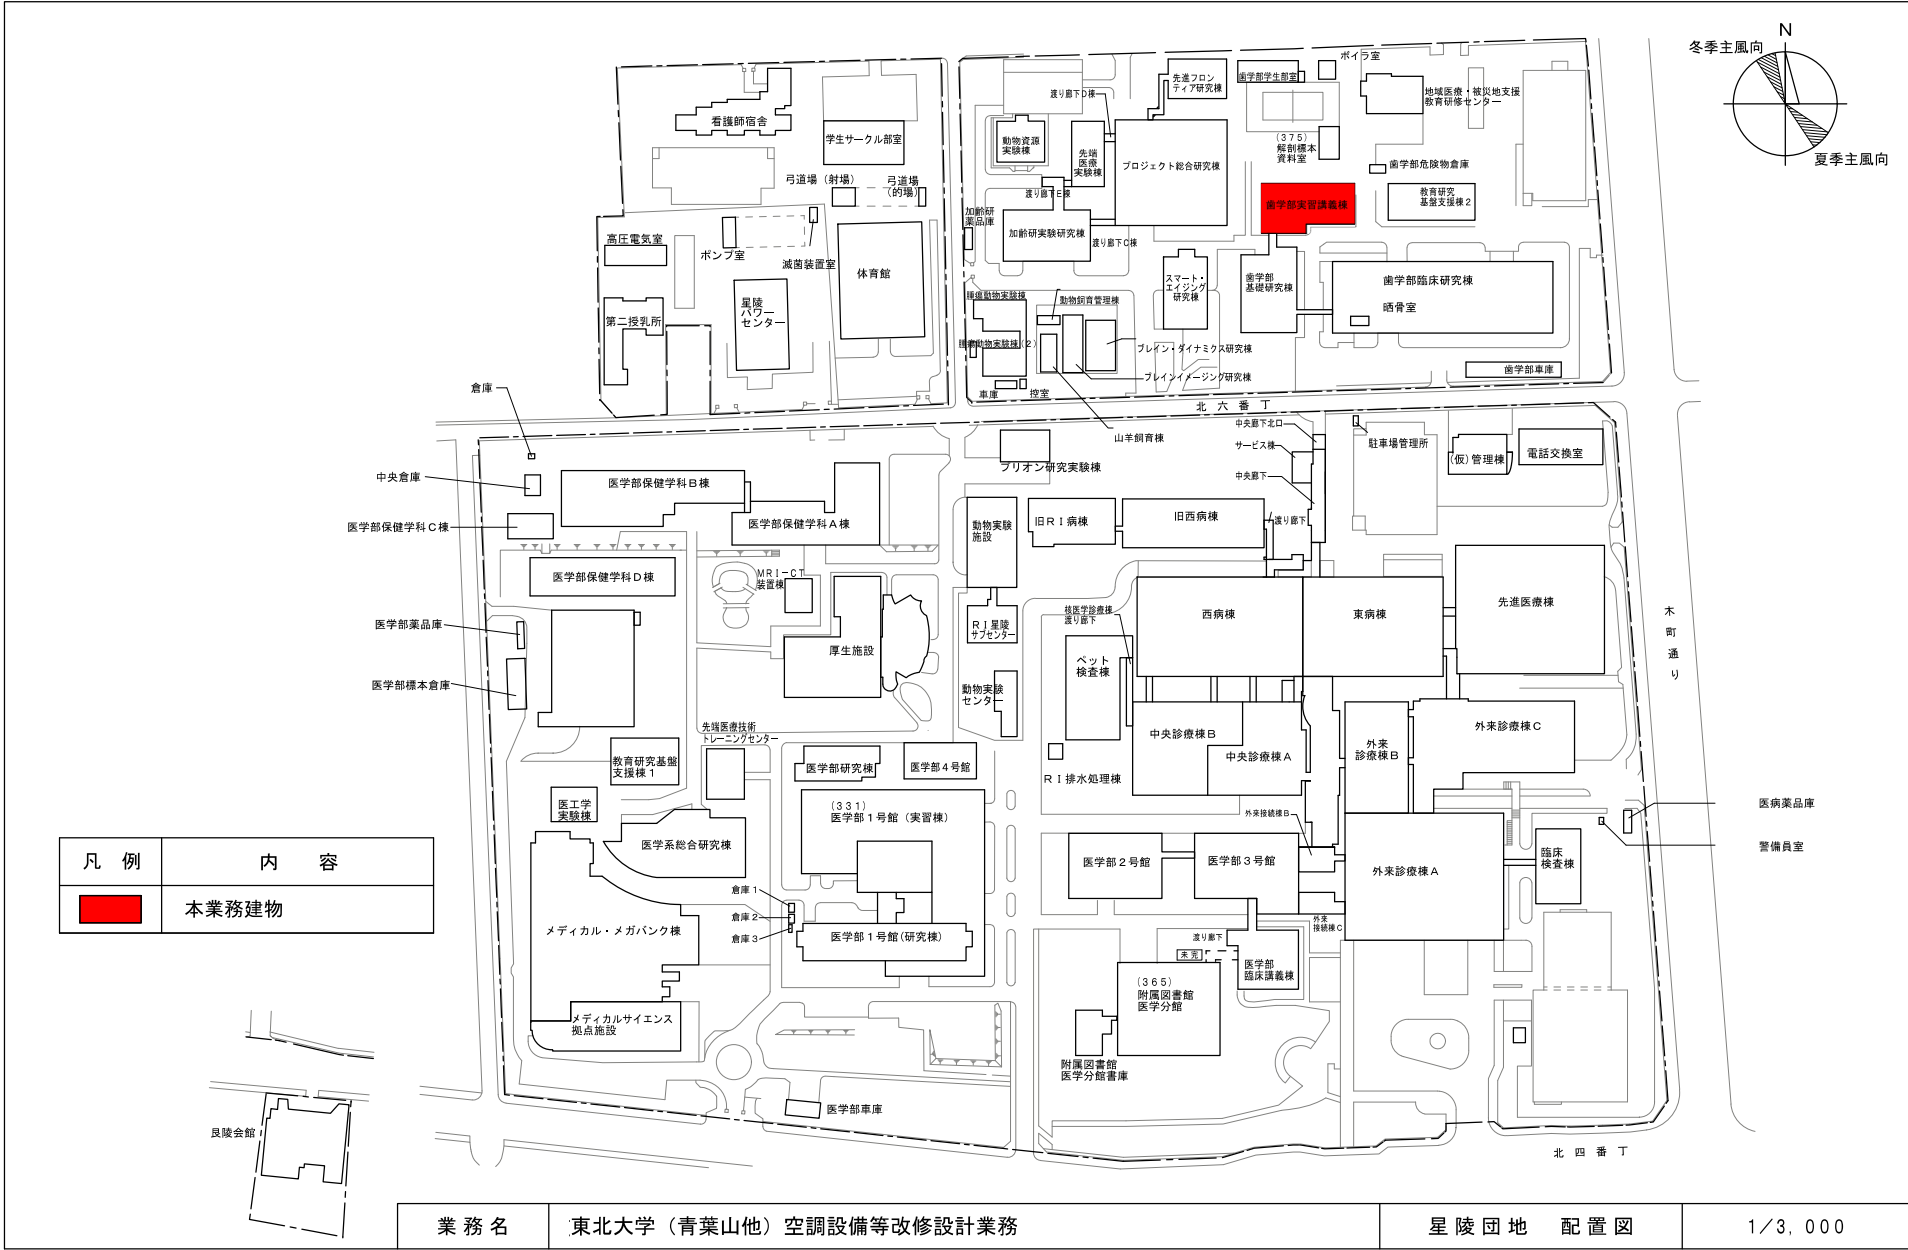 N
冬季主風向
夏季主風向
看護師宿舎
学生サークル部室
弓道場（射場）
弓道場
（的場）
高圧電気室
ポンプ室
滅菌装置室
体育館
星陵
パワー
センター
第二授乳所
先進フロン
ティア研究棟
渡り廊下D棟
歯学部学生部室
ボイラ室
地域医療・被災地支援
教育研修センター
動物資源
実験棟
先端
医療
実験棟
プロジェクト総合研究棟
(375)
解剖標本
資料室
歯学部危険物倉庫
渡り廊下E棟
加齢研
薬品庫
加齢研実験研究棟
渡り廊下C棟
歯学部実習講義棟
教育研究
基盤支援棟2
スマート・
エイジング
研究棟
歯学部
基礎研究棟
歯学部臨床研究棟
晒骨室
腫瘍動物実験棟
動物飼育管理棟
腫瘍動物実験棟(2)
ブレイン・ダイナミクス研究棟
ブレインイメージング研究棟
歯学部車庫
車庫
控室
北六番丁
山羊飼育棟
倉庫
中央倉庫
医学部保健学科B棟
医学部保健学科C棟
医学部保健学科A棟
医学部保健学科D棟
プリオン研究実験棟
中央廊下北口
サービス棟
中央廊下
駐車場管理所
(仮)管理棟
電話交換室
動物実験
施設
旧RI病棟
旧西病棟
渡り廊下
MRI－CT
装置棟
医学部薬品庫
医学部標本倉庫
厚生施設
RI星陵
サブセンター
動物実験
センター
核医学診療棟
渡り廊下
ペット
検査棟
西病棟
東病棟
先進医療棟
木町通り
先端医療技術
トレーニングセンター
中央診療棟B
中央診療棟A
外来
診療棟B
外来診療棟C
RI排水処理棟
教育研究基盤
支援棟1
医学部研究棟
医学部4号館
医工学
実験棟
(331)
医学部1号館（実習棟）
医学系総合研究棟
外来接続棟B
医病薬品庫
警備員室
医学部2号館
医学部3号館
外来診療棟A
臨床
検査棟
倉庫1
倉庫2
倉庫3
メディカル・メガバンク棟
医学部1号館(研究棟)
外来
接続棟C
渡り廊下
未完
医学部
臨床講義棟
(365)
附属図書館
医学分館
メディカルサイエンス
拠点施設
附属図書館
医学分館書庫
医学部車庫
艮陵会館
北四番丁
凡例
内容
本業務建物
業務名
東北大学（青葉山他）空調設備等改修設計業務
星陵団地 配置図
1／3，000